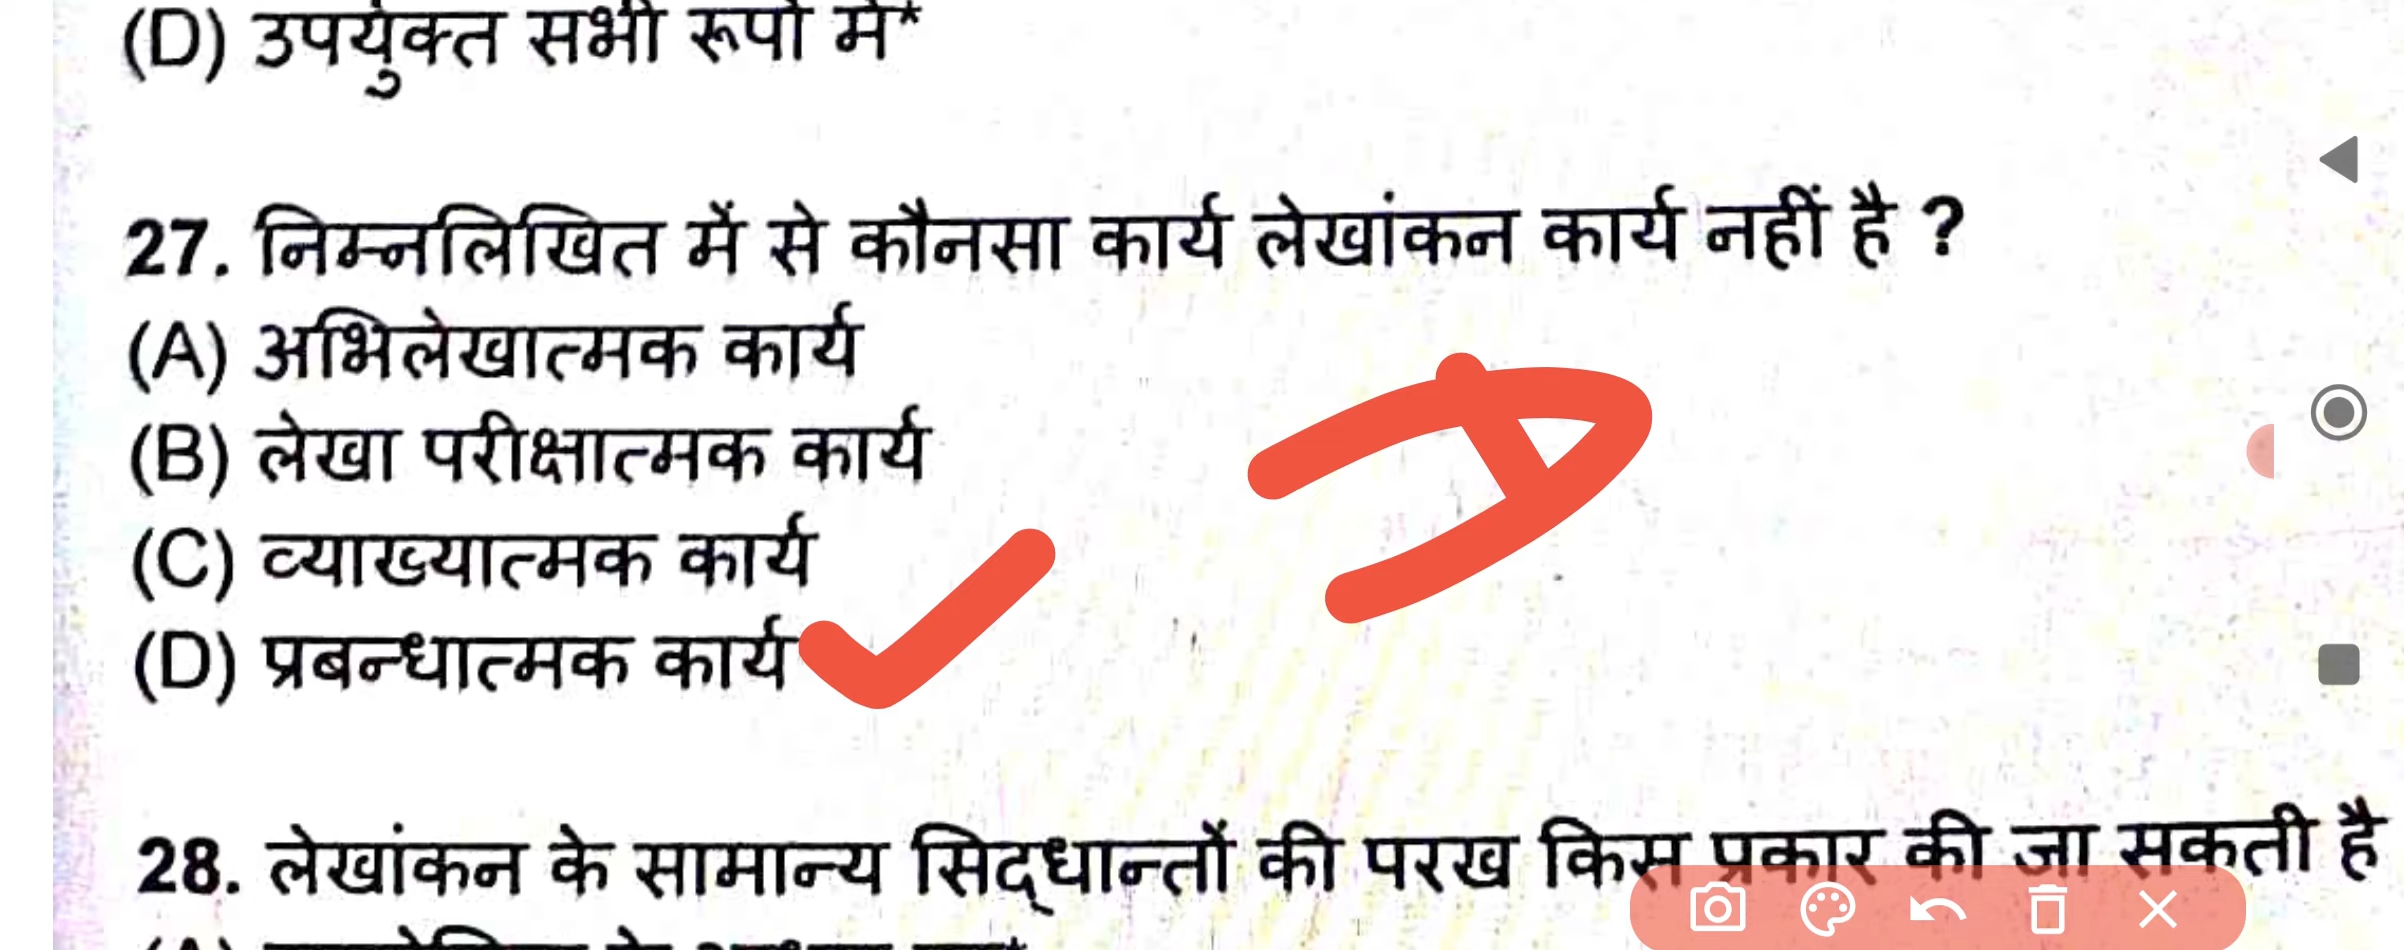 (D) उपर्युक्त सभी रूपों में*
27. निम्नलिखित में से कौनसा कार्य लेखांकन कार्य नहीं है ?
(A) अभिलेखात्मक कार्य
(B) लेखा परीक्षात्मक कार्य
(C) व्याख्यात्मक कार्य
(D) प्रबन्धात्मक कार्य
28. लेखांकन के सामान्य सिद्धान्तों की परख किस प्रकार की जा सकती है